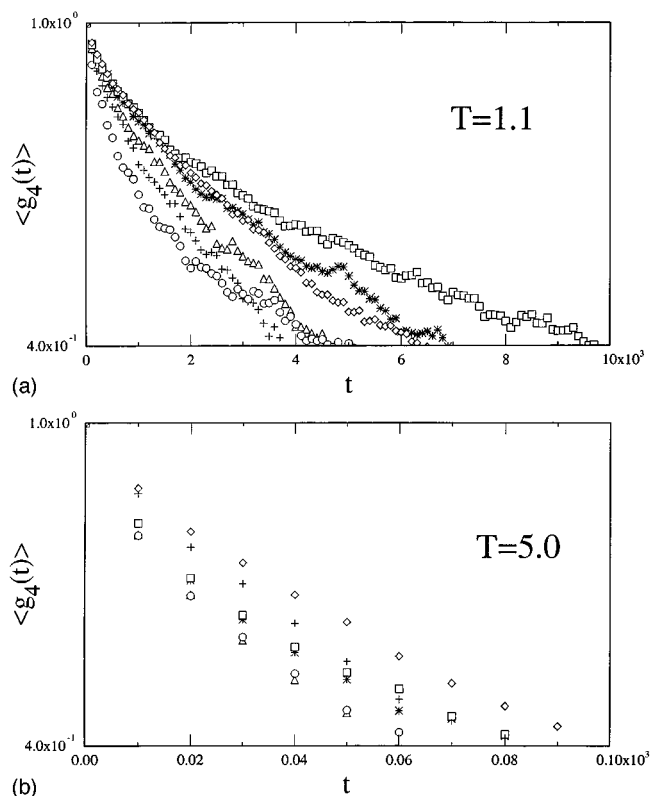 1.0x10⁰
T=1.1
<g₄(t)>
4.0x10⁻¹
0 2 4 6 8 10x10³
(a) t
1.0x10⁰
T=5.0
<g₄(t)>
4.0x10⁻¹
0.00 0.02 0.04 0.06 0.08 0.10x10³
(b) t